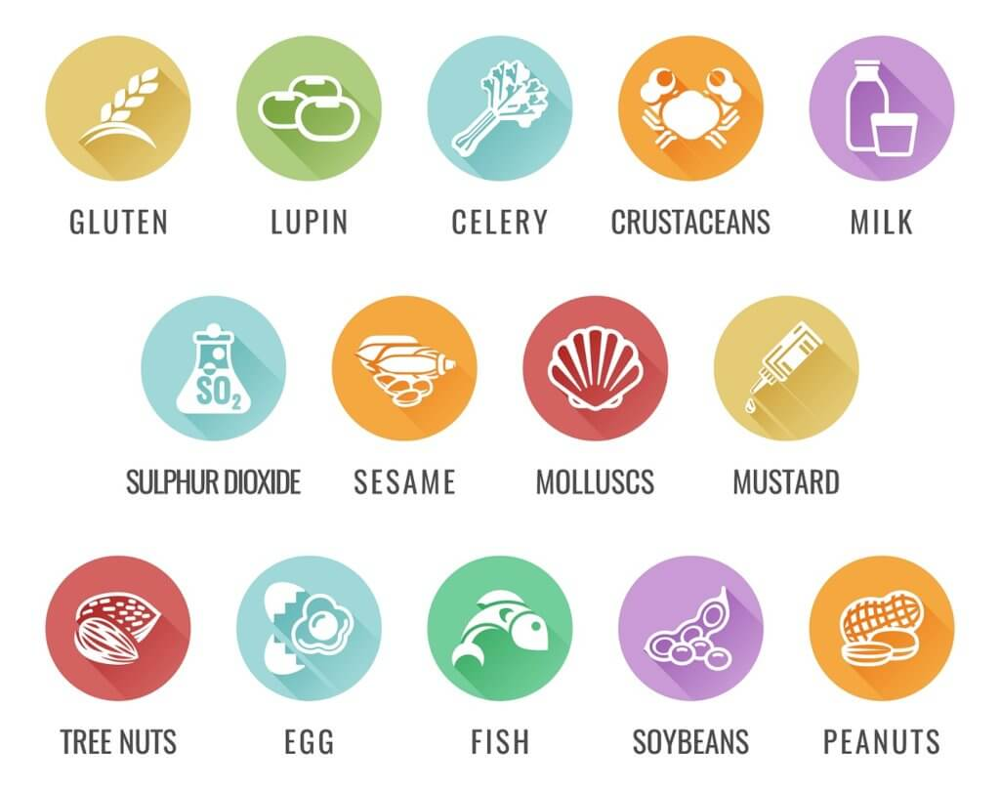 GLUTEN
LUPIN
CELERY
CRUSTACEANS
MILK
SO2
SULPHUR DIOXIDE
SESAME
MOLLUSCS
MUSTARD
TREE NUTS
EGG
FISH
SOYBEANS
PEANUTS